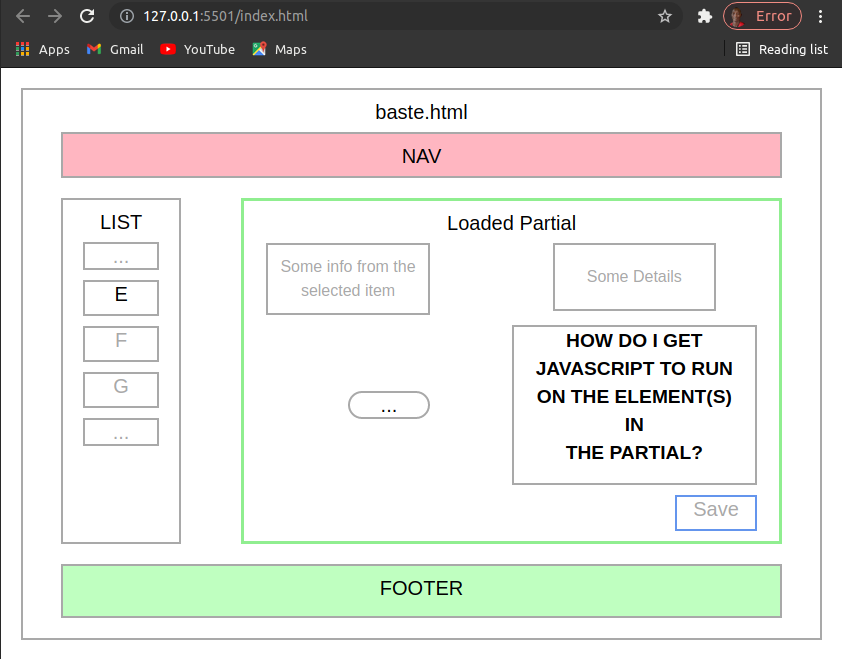 127.0.0.1:5501/index.html
Error
Apps
Gmail
YouTube
Maps
Reading list
baste.html
NAV
LIST
...
E
F
G
...
Loaded Partial
Some info from the
selected item
...
Some Details
HOW DO I GET
JAVASCRIPT TO RUN
ON THE ELEMENT(S)
IN
THE PARTIAL?
Save
FOOTER